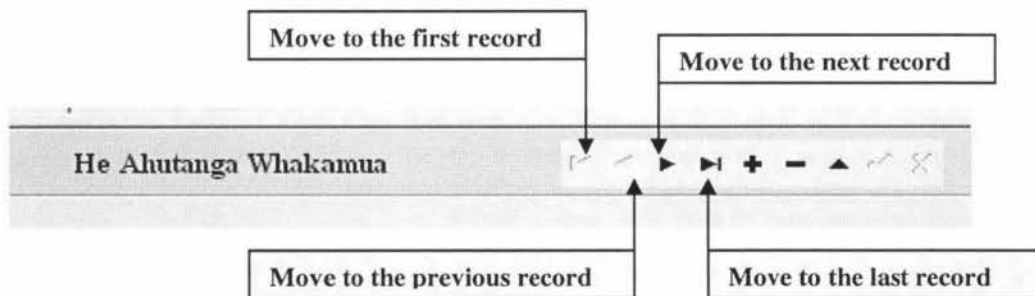 Move to the first record
Move to the next record
He Ahutanga Whakamua
Move to the previous record
Move to the last record